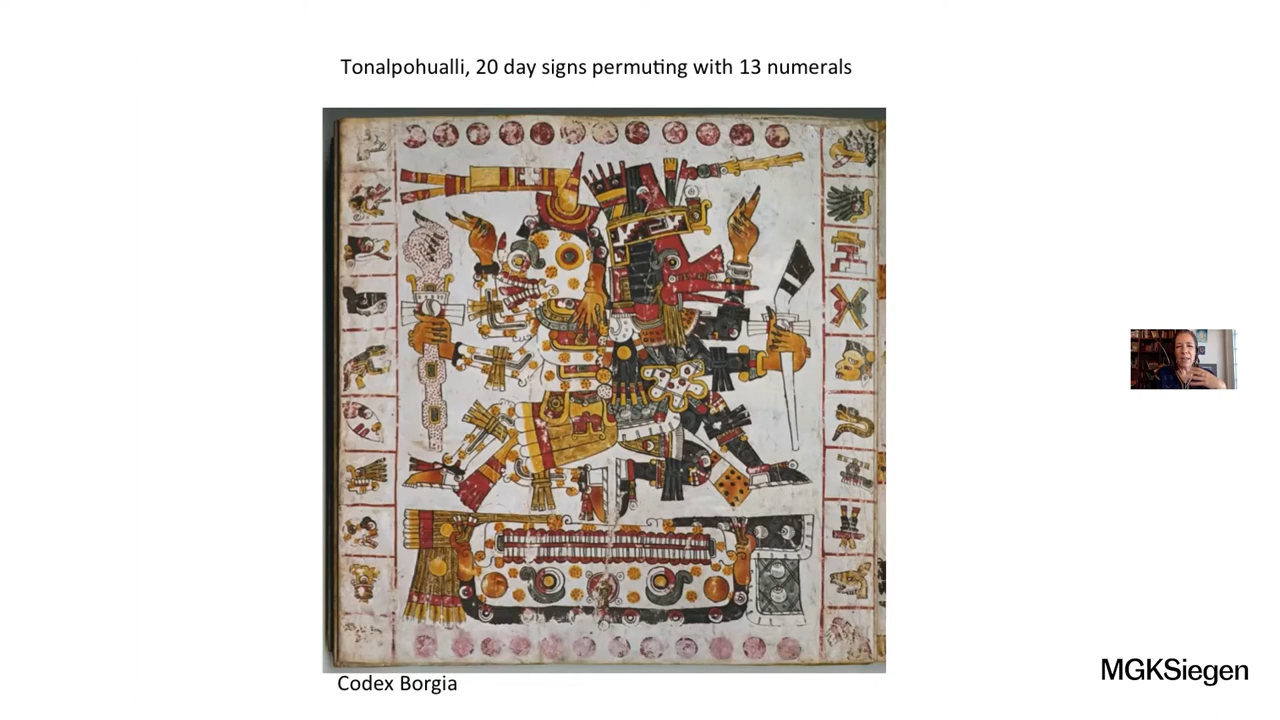 Tonalpohualli, 20 day signs permuting with 13 numerals
Codex Borgia
MGKSiegen